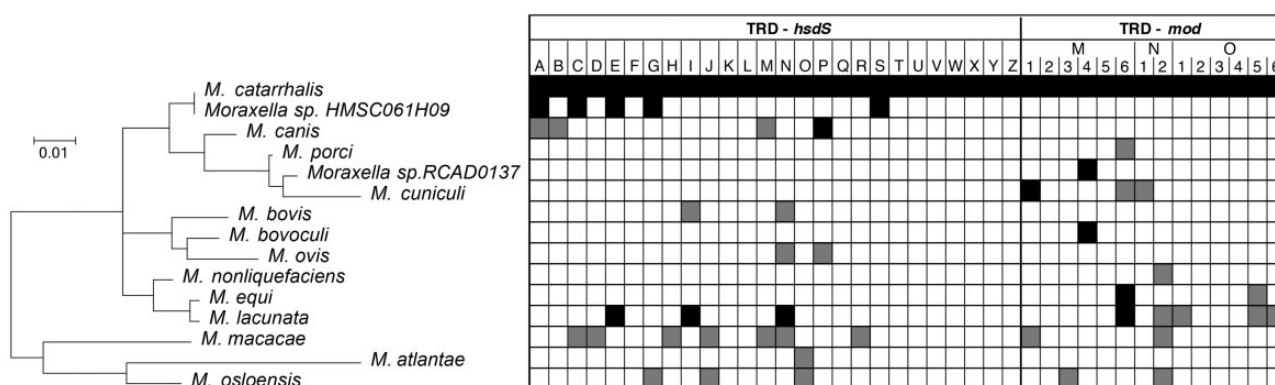 TRD - hsdS TRD - mod
M N O
A B C D E F G H I J K L M N O P Q R S T U V W X Y Z 1 2 3 4 5 6 1 2 1 2 3 4 5 6
M. catarrhalis
Moraxella sp. HMSC061H09
M. canis
0.01
M. porci
Moraxella sp.RCAD0137
M. cuniculi
M. bovis
M. bovoculi
M. ovis
M. nonliquefaciens
M. equi
M. lacunata
M. macacae
M. atlantae
M. osloensis